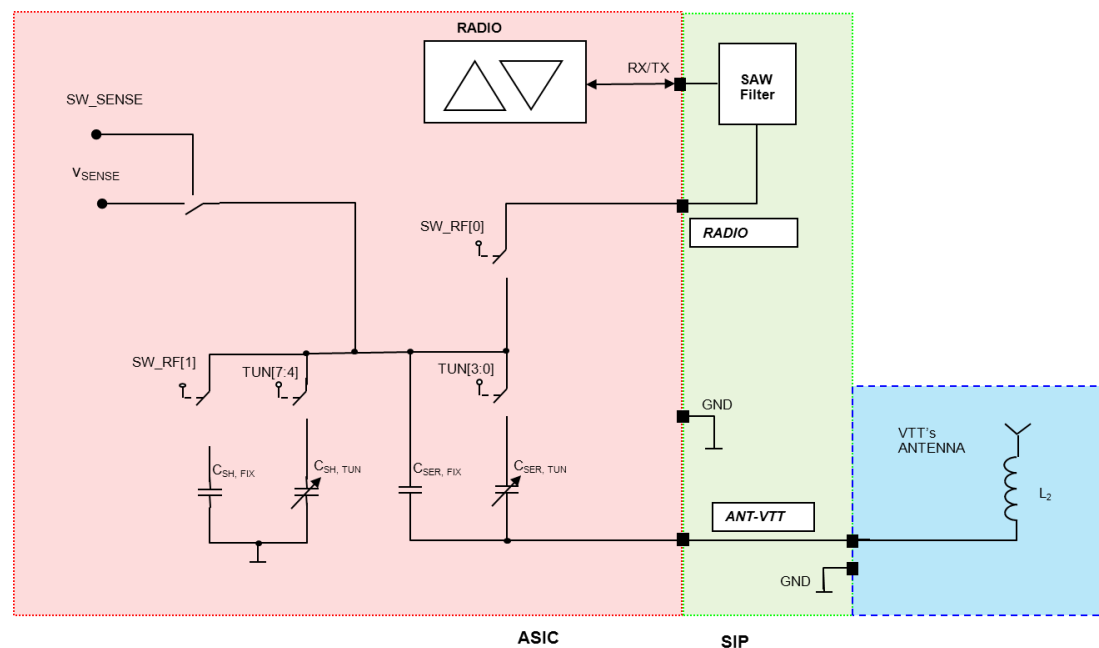 RADIO
RX/TX
SAW
Filter
SW_SENSE
VSENSE
SW_RF[0]
RADIO
SW_RF[1]
TUN[7:4]
TUN[3:0]
GND
VTT's
ANTENNA
CSH, FIX
CSH, TUN
CSER, FIX
CSER, TUN
L2
ANT-VTT
GND
ASIC
SIP